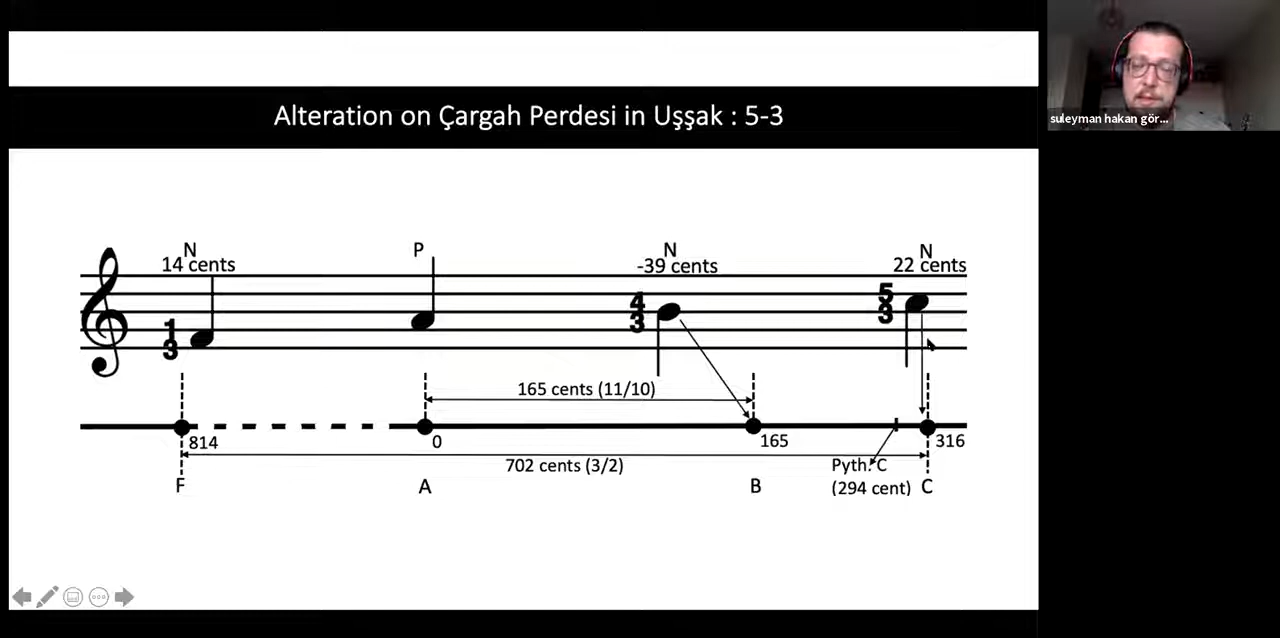 Alteration on Çargah Perdesi in Uşşak : 5-3
suleyman hakan gör...
N
14 cents
P
N
-39 cents
N
22 cents
1
3
4
3
5
3
165 cents (11/10)
814
0
165
316
702 cents (3/2)
Pyth. C
(294 cent)
F
A
B
C